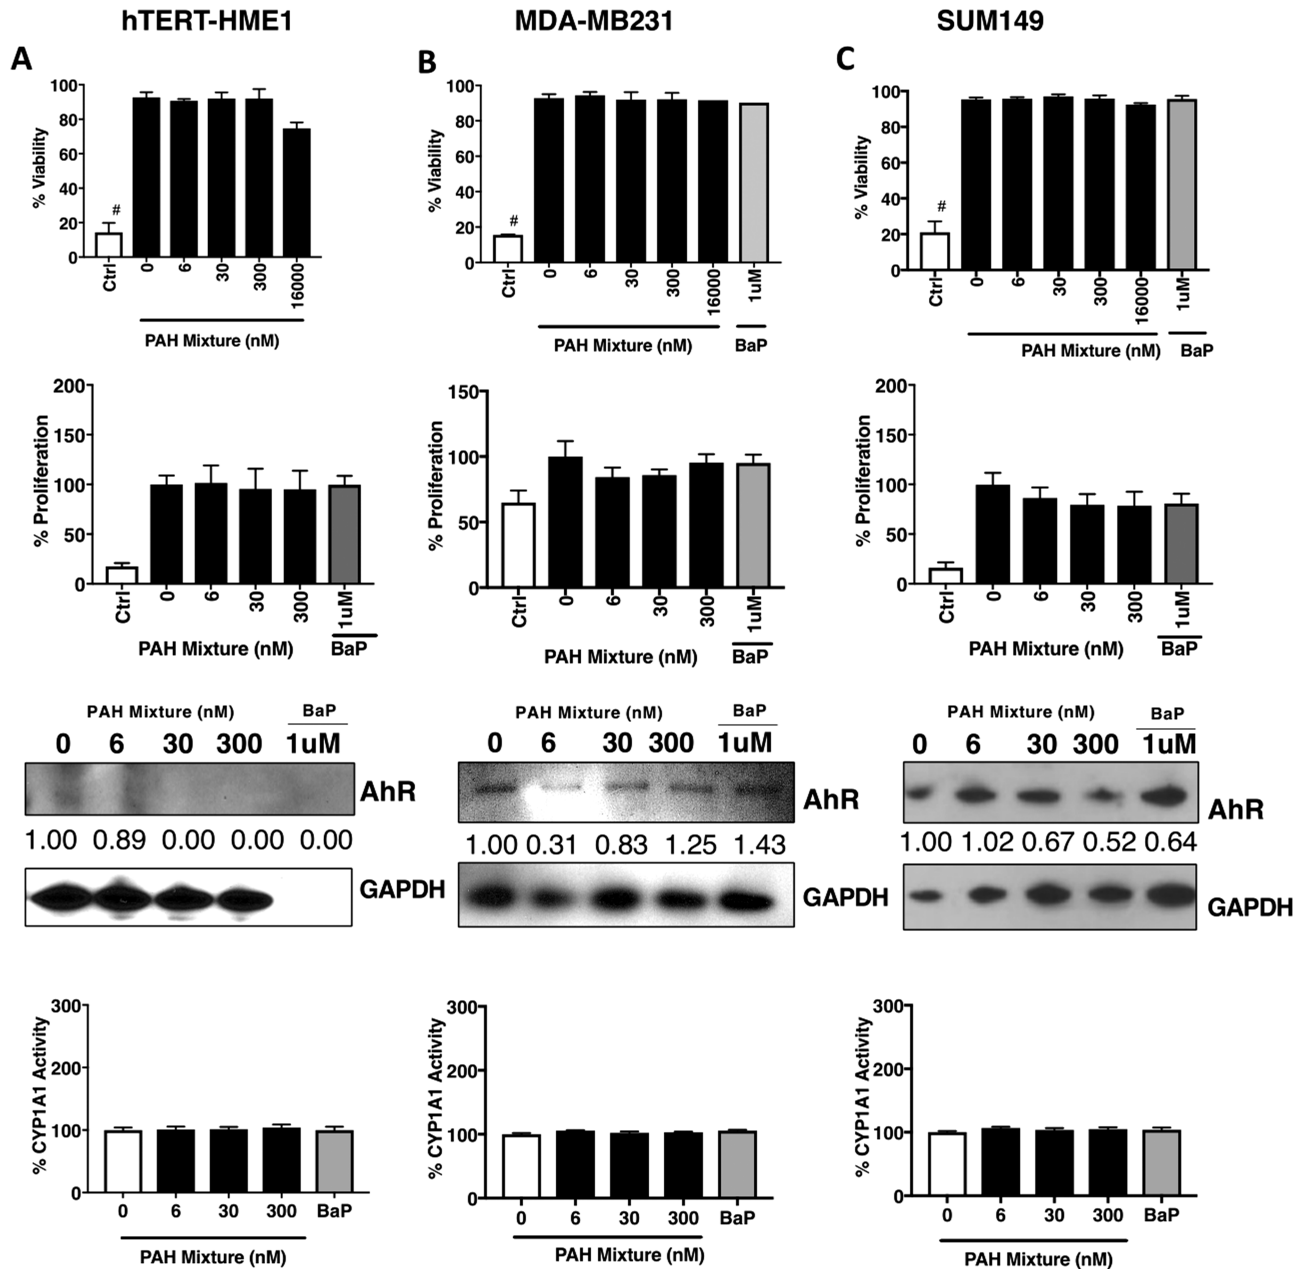 hTERT-HME1 MDA-MB231 SUM149
A B C
% Viability
100
80
60
40
20
0
#
Ctrl 0 6 30 300 16000
PAH Mixture (nM)
% Viability
100
80
60
40
20
0
#
Ctrl 0 6 30 300 16000 1uM
PAH Mixture (nM) BaP
% Viability
100
80
60
40
20
0
#
Ctrl 0 6 30 300 16000 1uM
PAH Mixture (nM) BaP
% Proliferation
200
150
100
50
0
Ctrl 0 6 30 300 1uM
PAH Mixture (nM) BaP
% Proliferation
150
100
50
0
Ctrl 0 6 30 300 1uM
PAH Mixture (nM) BaP
% Proliferation
200
150
100
50
0
Ctrl 0 6 30 300 1uM
PAH Mixture (nM) BaP
PAH Mixture (nM) BaP
0 6 30 300 1uM
AhR
1.00 0.89 0.00 0.00 0.00
GAPDH
PAH Mixture (nM) BaP
0 6 30 300 1uM
AhR
1.00 0.31 0.83 1.25 1.43
GAPDH
PAH Mixture (nM) BaP
0 6 30 300 1uM
AhR
1.00 1.02 0.67 0.52 0.64
GAPDH
% CYP1A1 Activity
300
200
100
0
0 6 30 300 BaP
PAH Mixture (nM)
% CYP1A1 Activity
300
200
100
0
0 6 30 300 BaP
PAH Mixture (nM)
% CYP1A1 Activity
300
200
100
0
0 6 30 300 BaP
PAH Mixture (nM)